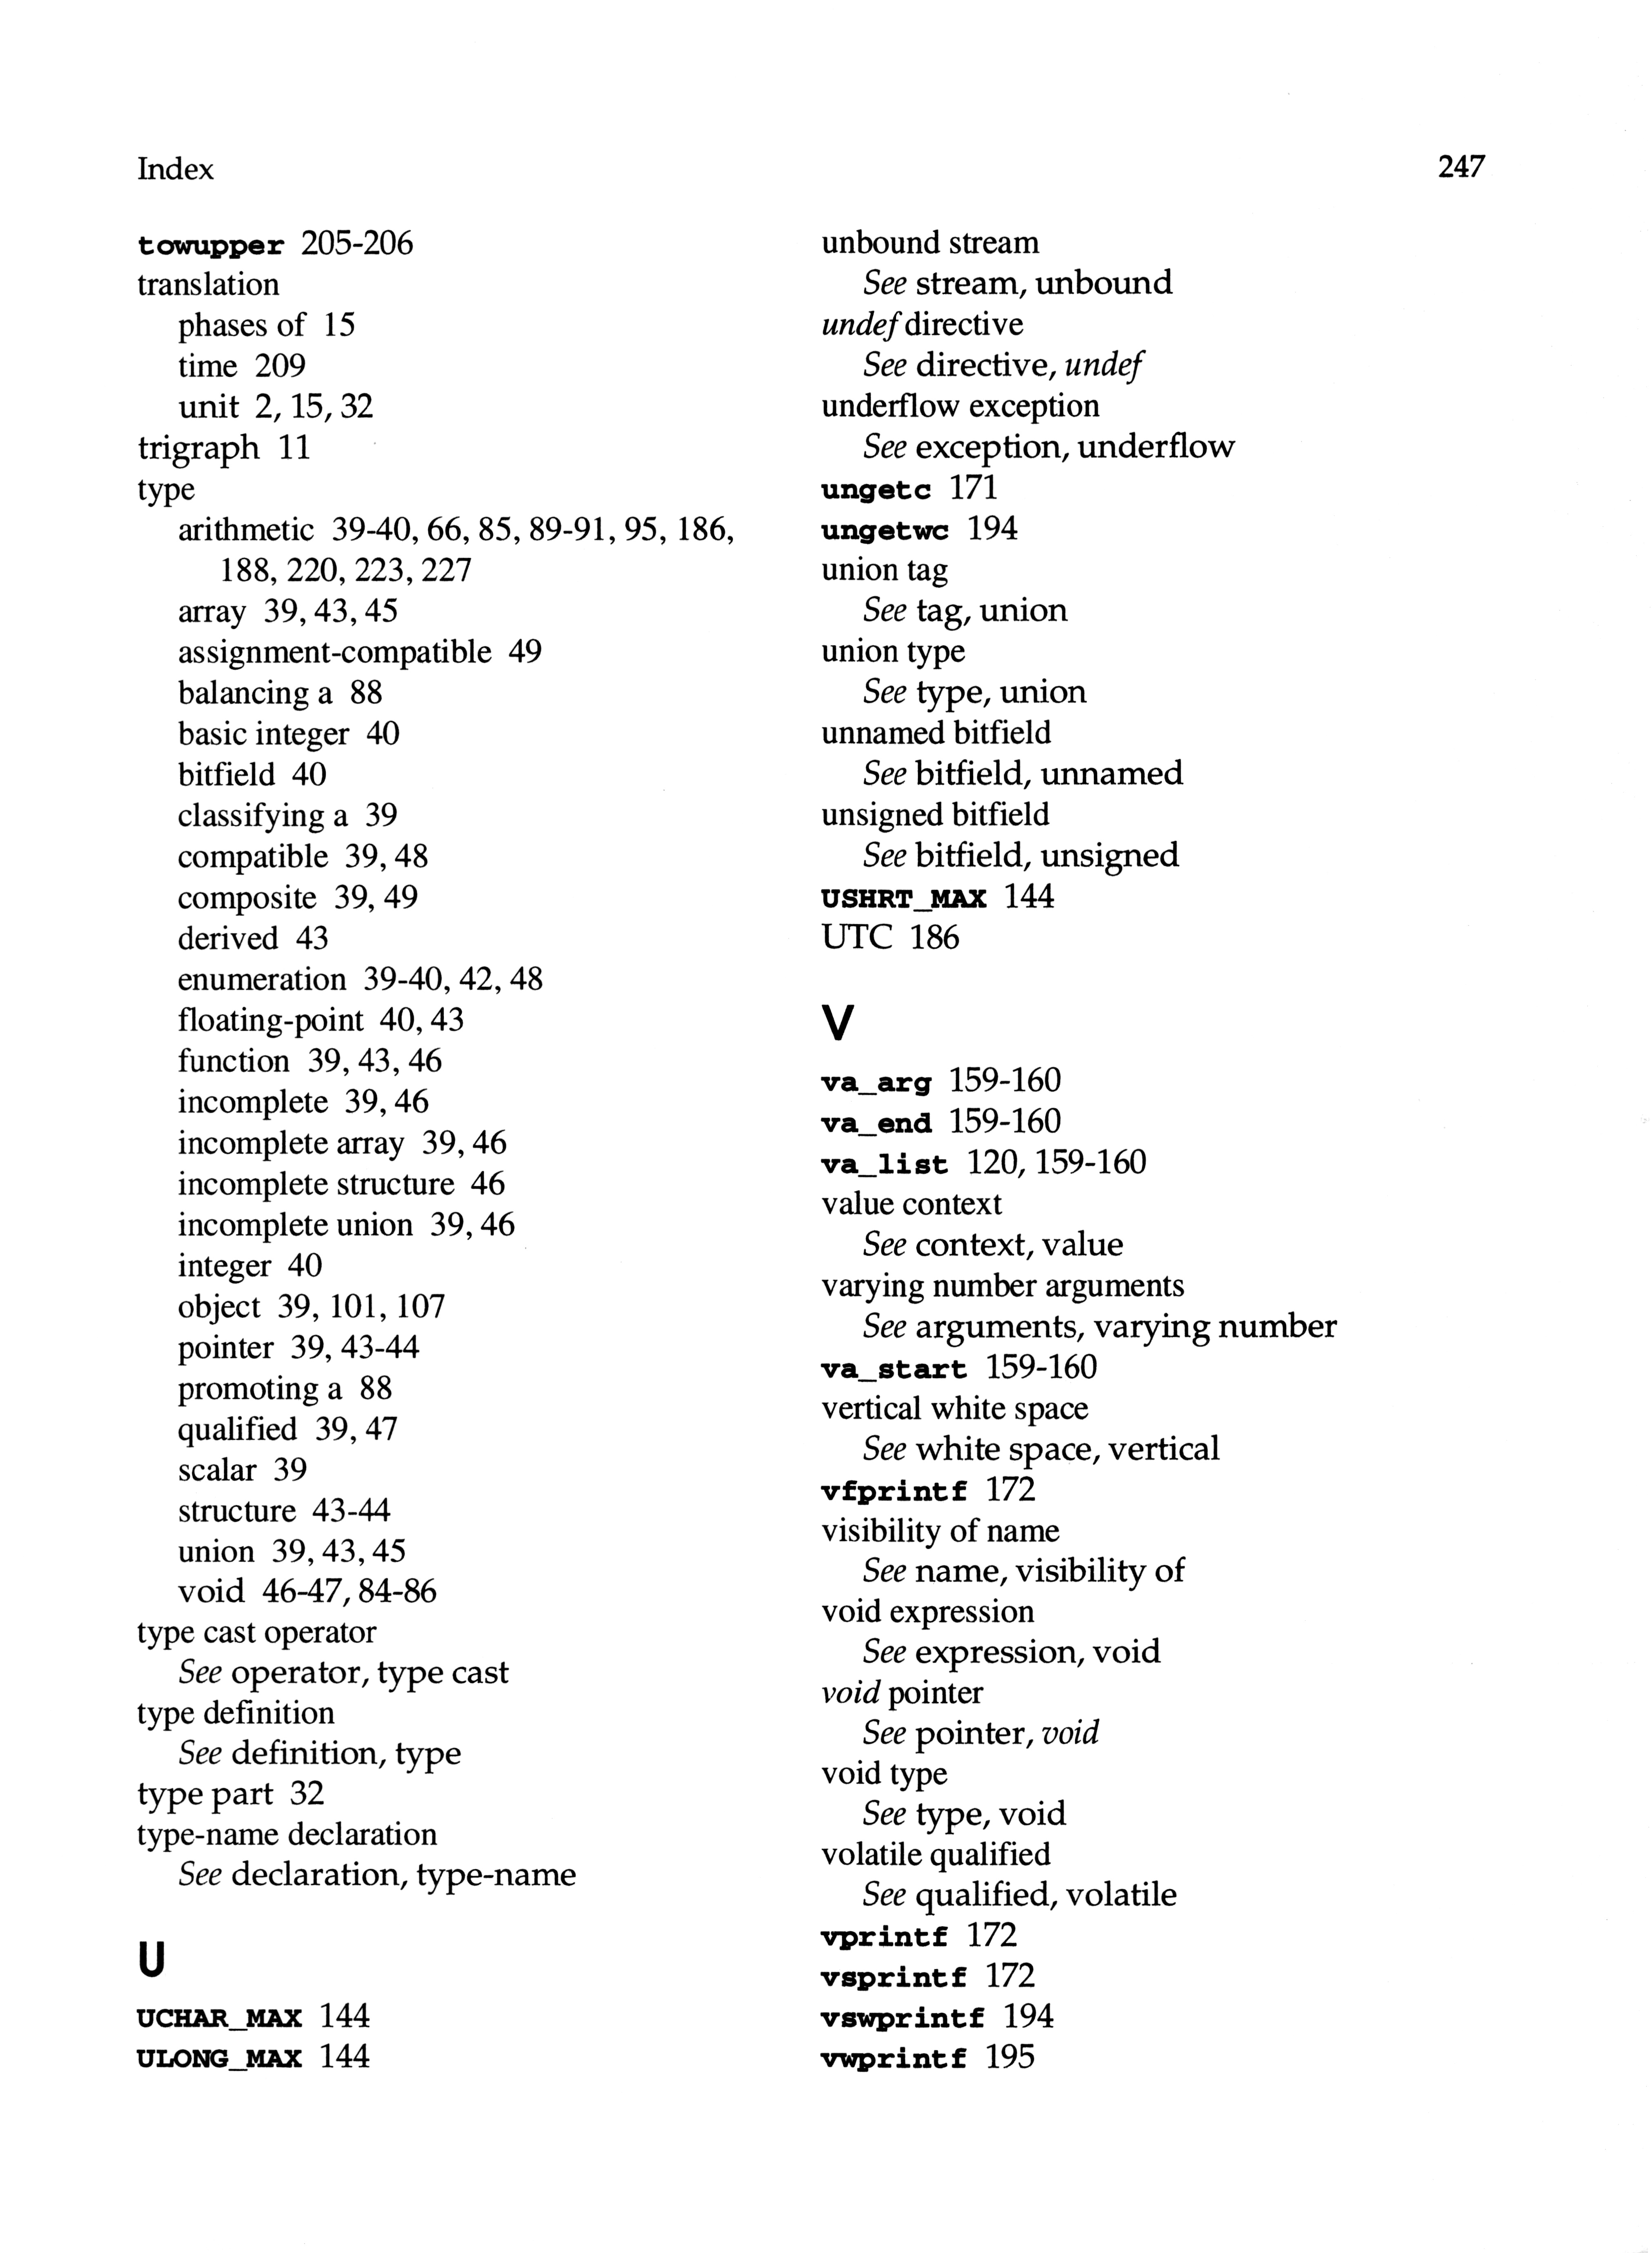 Index
247
towupper 205-206
translation
phases of 15
time 209
unit 2, 15, 32
trigraph 11
type
arithmetic 39-40, 66, 85, 89-91, 95, 186,
188, 220, 223, 227
array 39, 43, 45
assignment-compatible 49
balancing a 88
basic integer 40
bitfield 40
classifying a 39
compatible 39, 48
composite 39, 49
derived 43
enumeration 39-40, 42, 48
floating-point 40, 43
function 39, 43, 46
incomplete 39, 46
incomplete array 39, 46
incomplete structure 46
incomplete union 39, 46
integer 40
object 39, 101, 107
pointer 39, 43-44
promoting a 88
qualified 39, 47
scalar 39
structure 43-44
union 39, 43, 45
void 46-47, 84-86
type cast operator
See operator, type cast
type definition
See definition, type
type part 32
type-name declaration
See declaration, type-name
U
UCHAR_MAX 144
ULONG_MAX 144
unbound stream
See stream, unbound
undef directive
See directive, undef
underflow exception
See exception, underflow
ungetc 171
ungetwc 194
union tag
See tag, union
union type
See type, union
unnamed bitfield
See bitfield, unnamed
unsigned bitfield
See bitfield, unsigned
USHRT_MAX 144
UTC 186
V
va_arg 159-160
va_end 159-160
va_list 120, 159-160
value context
See context, value
varying number arguments
See arguments, varying number
va_start 159-160
vertical white space
See white space, vertical
vfprintf 172
visibility of name
See name, visibility of
void expression
See expression, void
void pointer
See pointer, void
void type
See type, void
volatile qualified
See qualified, volatile
vprintf 172
vsprintf 172
vswprintf 194
vwprintf 195